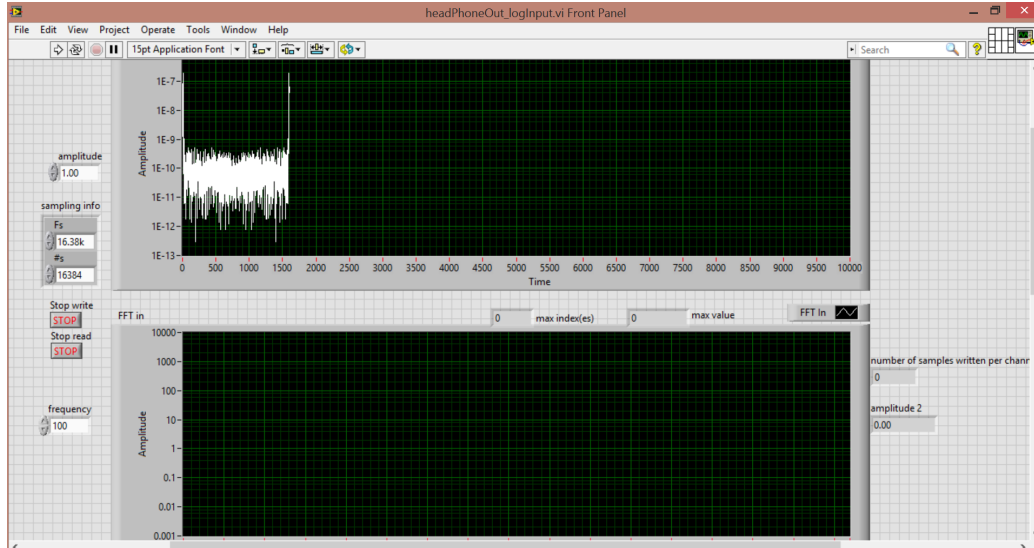 headPhoneOut_logInput.vi Front Panel
File Edit View Project Operate Tools Window Help
15pt Application Font
Search
1E-7
1E-8
1E-9
1E-10
1E-11
1E-12
1E-13
Amplitude
0 500 1000 1500 2000 2500 3000 3500 4000 4500 5000 5500 6000 6500 7000 7500 8000 8500 9000 9500 10000
Time
amplitude
1.00
sampling info
Fs
16.38k
#s
16384
Stop write
STOP
Stop read
STOP
frequency
100
FFT in
0 max index(es) 0 max value
FFT In
10000
1000
100
10
1
0.1
0.01
0.001
Amplitude
number of samples written per chann
0
amplitude 2
0.00